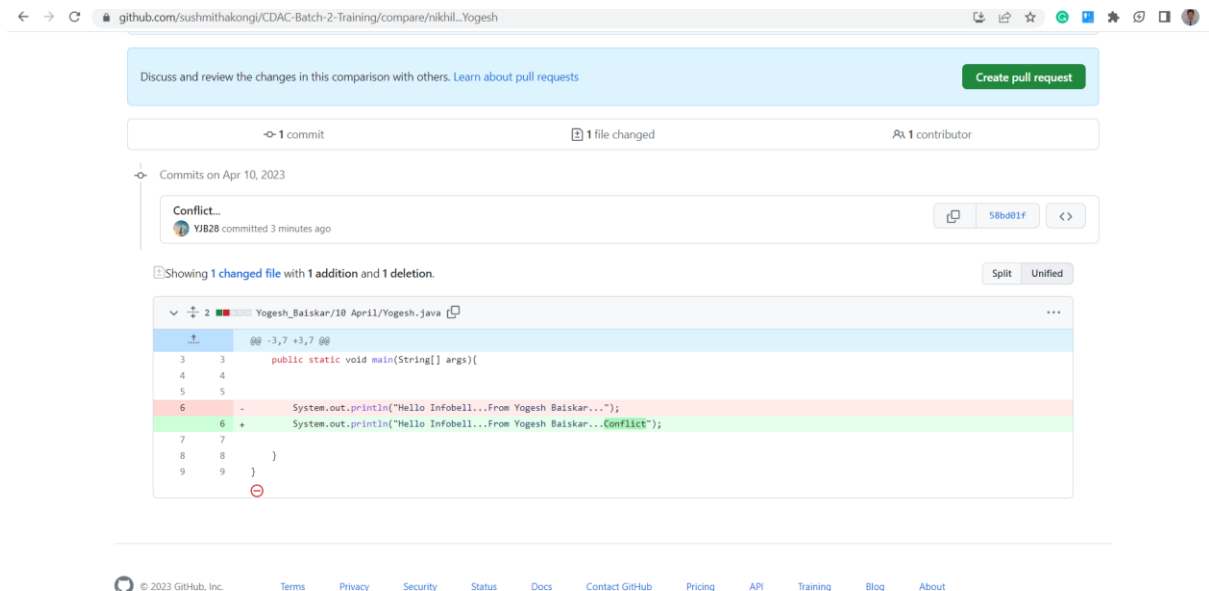 github.com/sushmithakongi/CDAC-Batch-2-Training/compare/nikhil...Yogesh
Discuss and review the changes in this comparison with others. Learn about pull requests
Create pull request
1 commit
1 file changed
1 contributor
Commits on Apr 10, 2023
Conflict...
YJB28 committed 3 minutes ago
58bd01f
Showing 1 changed file with 1 addition and 1 deletion.
Split Unified
2 Yogesh_Baiskar/10 April/Yogesh.java
@@ -3,7 +3,7 @@
3 3 public static void main(String[] args){
4 4
5 5
6 - System.out.println("Hello Infobell...From Yogesh Baiskar...");
6 + System.out.println("Hello Infobell...From Yogesh Baiskar...Conflict");
7 7
8 8 }
9 9 }
© 2023 GitHub, Inc. Terms Privacy Security Status Docs Contact GitHub Pricing API Training Blog About